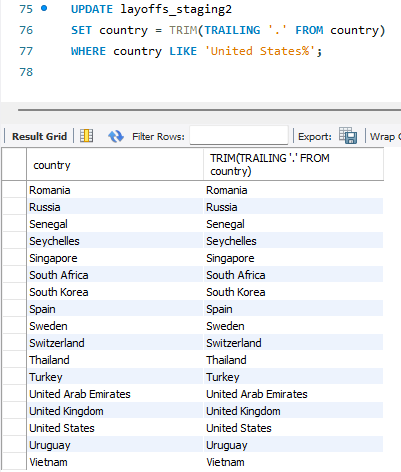 75 UPDATE layoffs_staging2
76 SET country = TRIM(TRAILING '.' FROM country)
77 WHERE country LIKE 'United States%';
78
Result Grid Filter Rows: Export: Wrap C
country TRIM(TRAILING '.' FROM
country)
Romania Romania
Russia Russia
Senegal Senegal
Seychelles Seychelles
Singapore Singapore
South Africa South Africa
South Korea South Korea
Spain Spain
Sweden Sweden
Switzerland Switzerland
Thailand Thailand
Turkey Turkey
United Arab Emirates United Arab Emirates
United Kingdom United Kingdom
United States United States
Uruguay Uruguay
Vietnam Vietnam